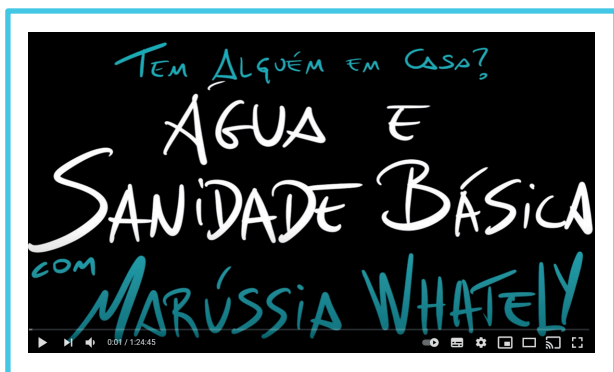 TEM ALGUÉM EM CASA?
ÁGUA E
SANIDADE BÁSICA
COM
MARÚSSIA WHATELY
0:01 / 1:24:45